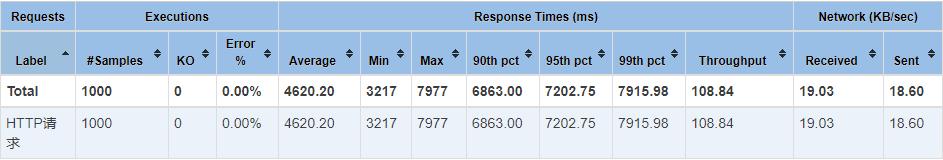 Requests Executions Response Times (ms) Network (KB/sec)
Label #Samples KO Error % Average Min Max 90th pct 95th pct 99th pct Throughput Received Sent
Total 1000 0 0.00% 4620.20 3217 7977 6863.00 7202.75 7915.98 108.84 19.03 18.60
HTTP请求 1000 0 0.00% 4620.20 3217 7977 6863.00 7202.75 7915.98 108.84 19.03 18.60